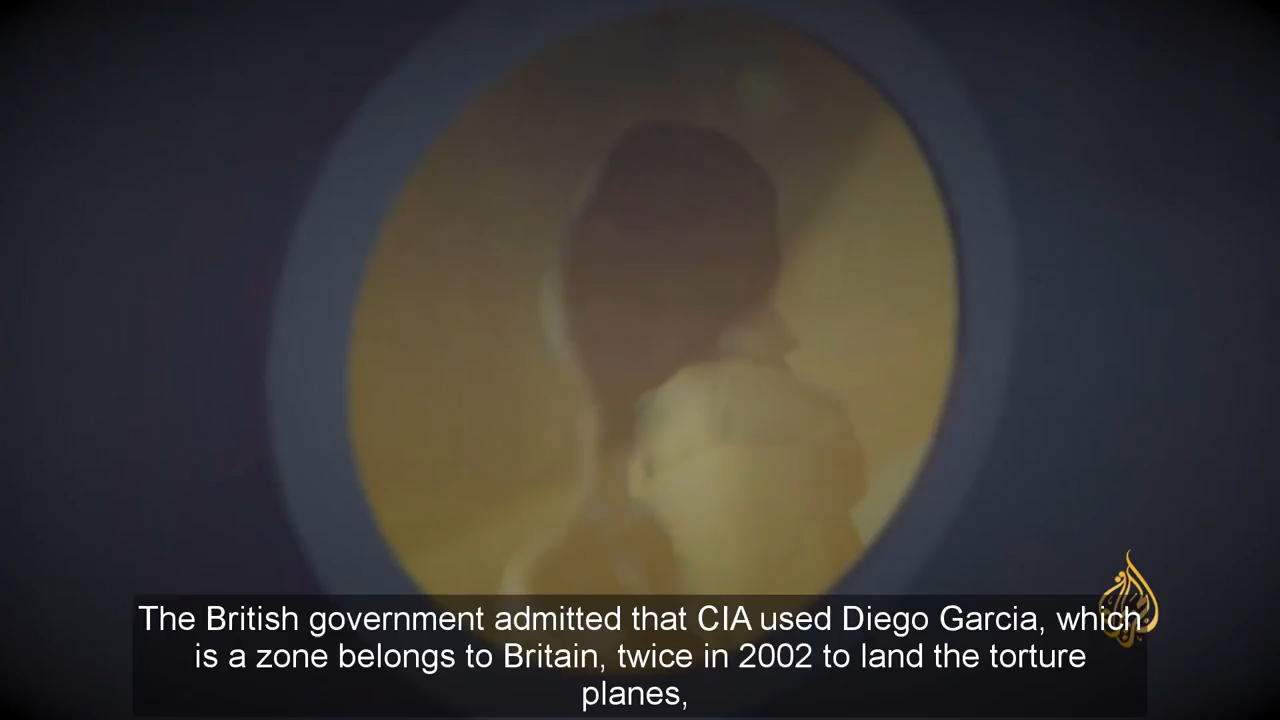 The British government admitted that CIA used Diego Garcia, which
is a zone belongs to Britain, twice in 2002 to land the torture
planes,